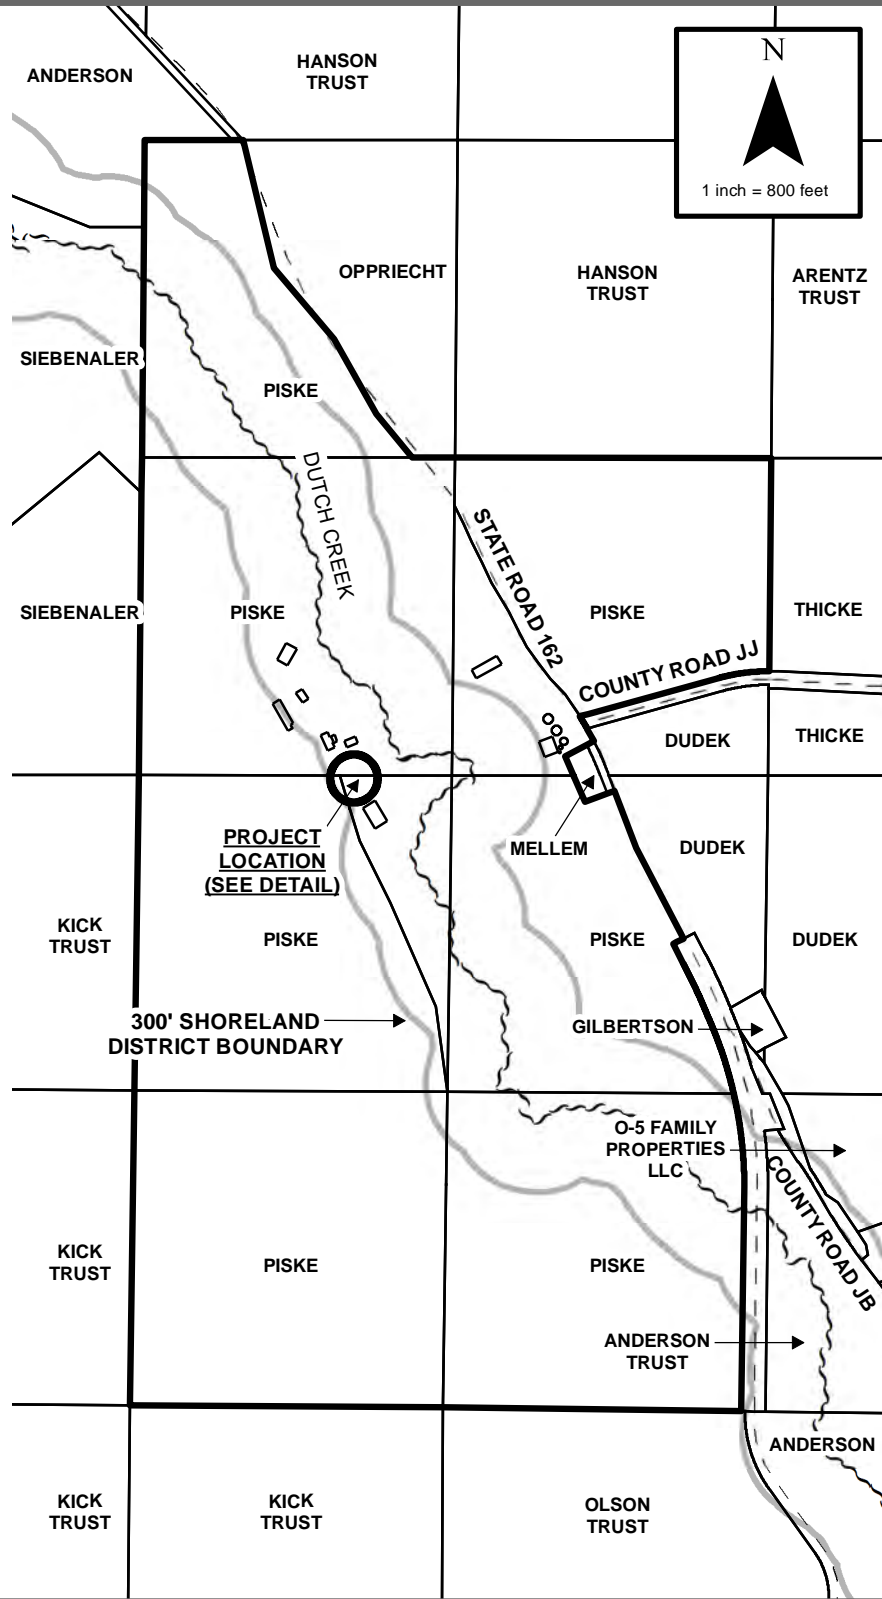 ANDERSON
HANSON
TRUST
N
1 inch = 800 feet
OPPRIECHT
HANSON
TRUST
ARENTZ
TRUST
SIEBENALER
PISKE
DUTCH CREEK
STATE ROAD 162
SIEBENALER
PISKE
PISKE
THICKE
COUNTY ROAD JJ
DUDEK
THICKE
PROJECT
LOCATION
(SEE DETAIL)
MELLEM
DUDEK
KICK
TRUST
PISKE
PISKE
DUDEK
300' SHORELAND
DISTRICT BOUNDARY
GILBERTSON
O-5 FAMILY
PROPERTIES
LLC
COUNTY ROAD JB
KICK
TRUST
PISKE
PISKE
ANDERSON
TRUST
ANDERSON
KICK
TRUST
KICK
TRUST
OLSON
TRUST